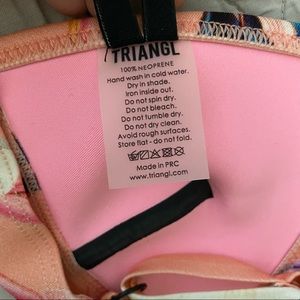 TRIANGL
100% NEOPRENE
Hand wash in cold water.
Dry in shade.
Iron inside out.
Do not spin dry.
Do not bleach.
Do not tumble dry.
Do not dry clean.
Avoid rough surfaces.
Store flat - do not fold.
Made in PRC
www.triangl.com